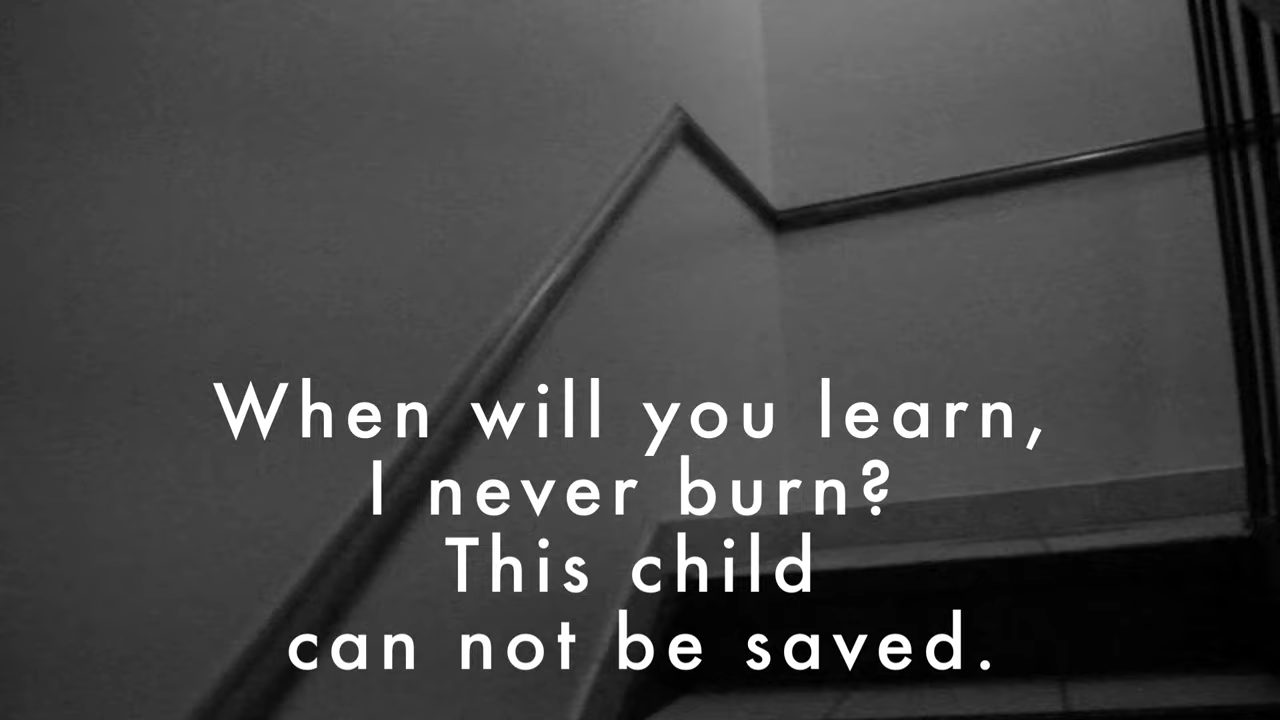 When will you learn,
I never burn?
This child
can not be saved.